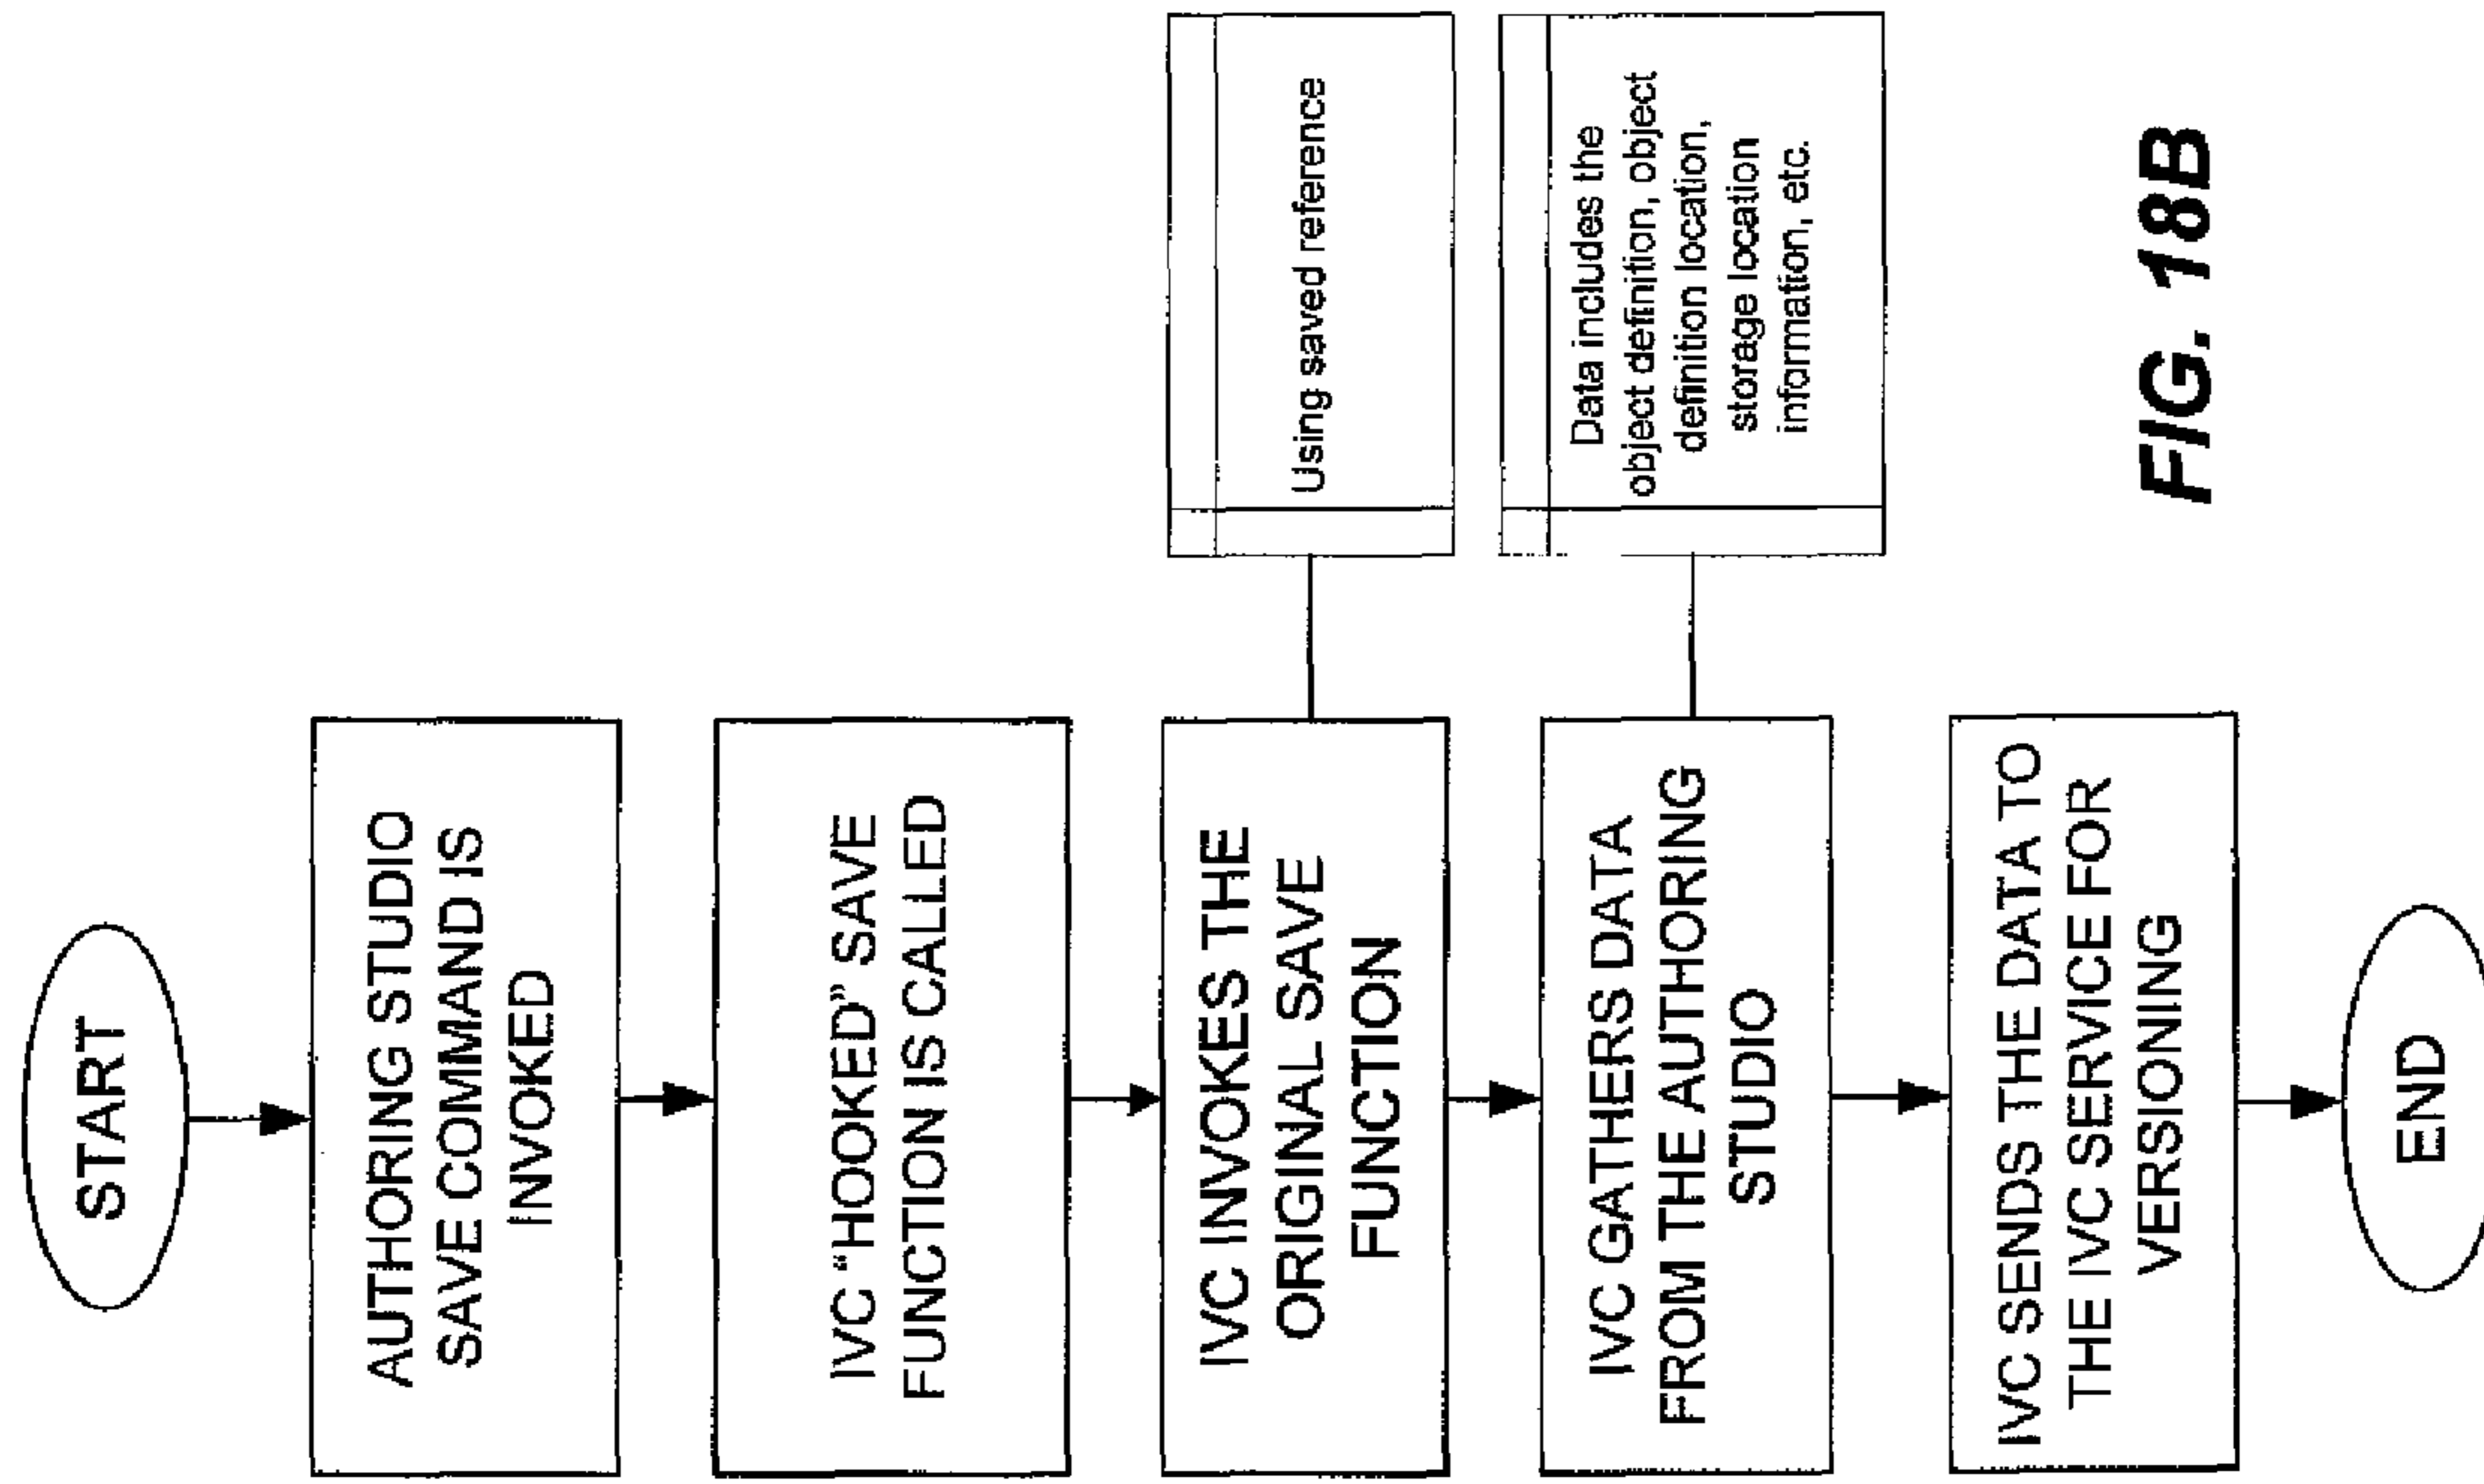 START
AUTHORING STUDIO
SAVE COMMAND IS
INVOKED
IVC "HOOKED" SAVE
FUNCTION IS CALLED
IVC INVOKES THE
ORIGINAL SAVE
FUNCTION
Using saved reference
IVC GATHERS DATA
FROM THE AUTHORING
STUDIO
Data includes the
object definition, object
definition location,
storage location
information, etc.
IVC SENDS THE DATA TO
THE IVC SERVICE FOR
VERSIONING
END
FIG. 18B